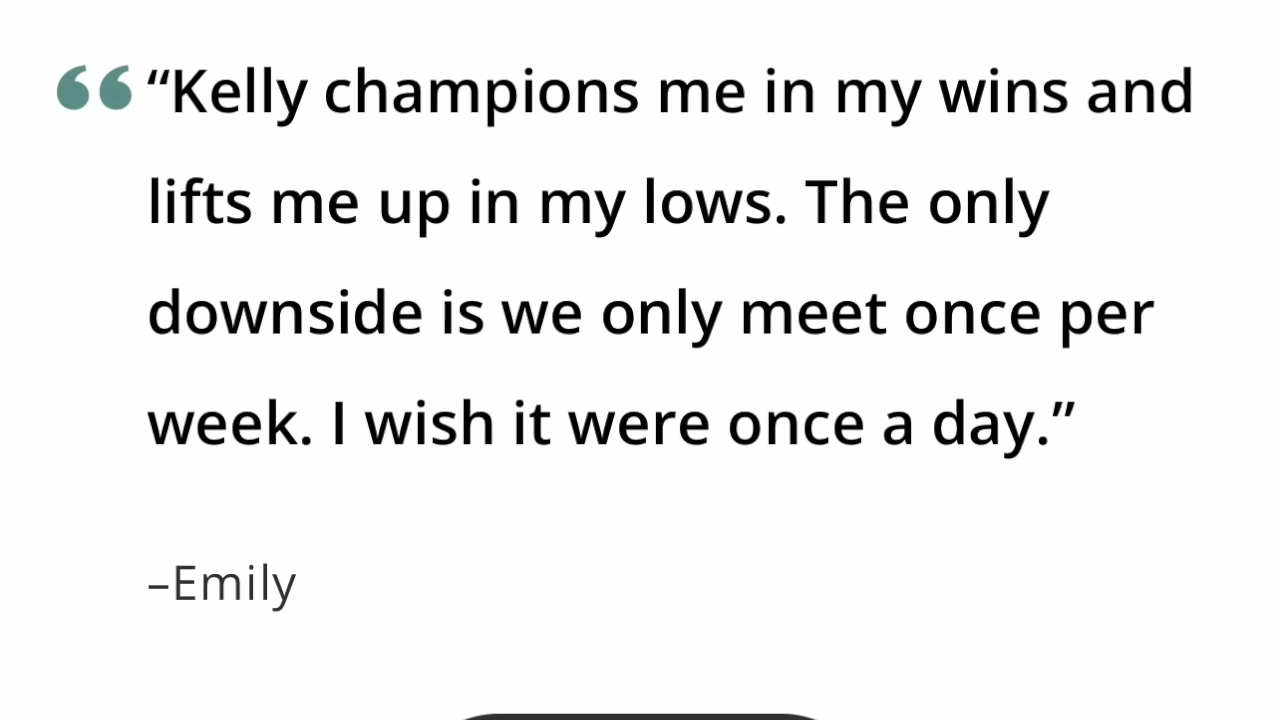 “Kelly champions me in my wins and
lifts me up in my lows. The only
downside is we only meet once per
week. I wish it were once a day.”
–Emily